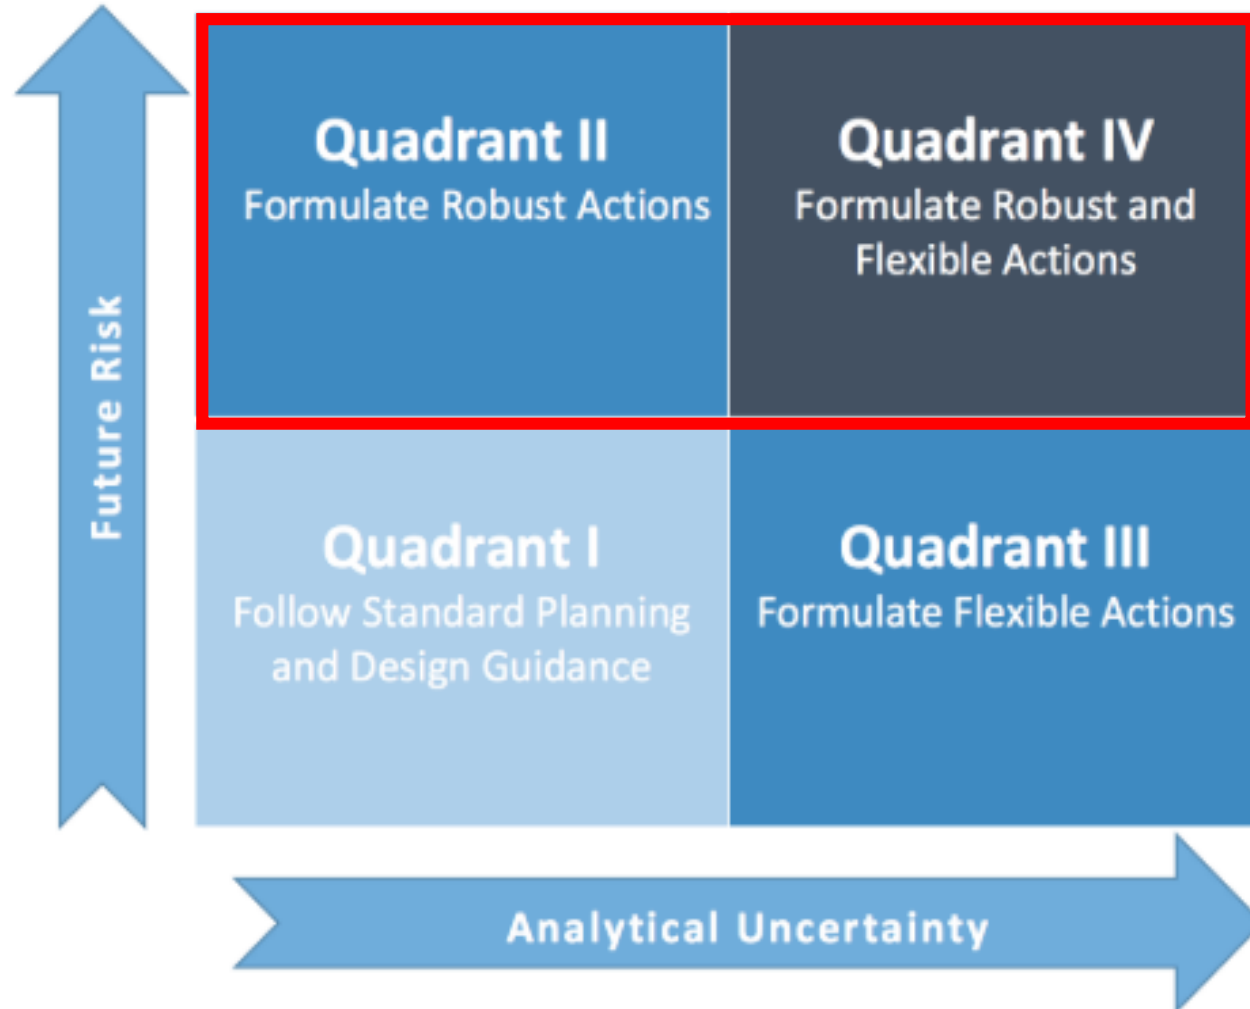 Quadrant II
Formulate Robust Actions
Quadrant IV
Formulate Robust and
Flexible Actions
Future Risk
Quadrant I
Follow Standard Planning
and Design Guidance
Quadrant III
Formulate Flexible Actions
Analytical Uncertainty